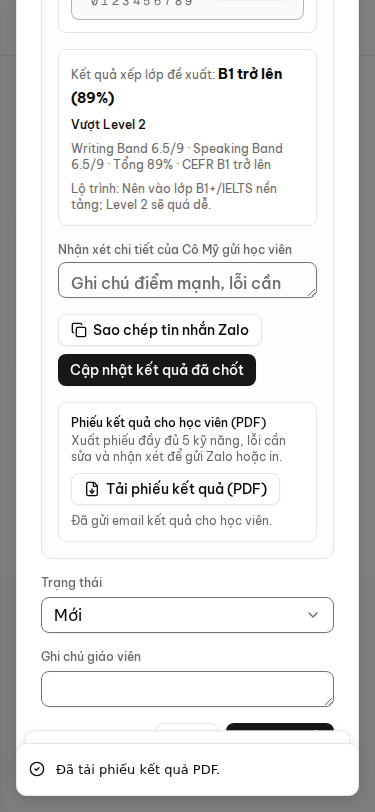 0123456789
Kết quả xếp lớp đề xuất: B1 trở lên
(89%)
Vượt Level 2
Writing Band 6.5/9 · Speaking Band
6.5/9 · Tổng 89% · CEFR B1 trở lên
Lộ trình: Nên vào lớp B1+/IELTS nền
tảng; Level 2 sẽ quá dễ.
Nhận xét chi tiết của Cô Mỹ gửi học viên
Ghi chú điểm mạnh, lỗi cần
Sao chép tin nhắn Zalo
Cập nhật kết quả đã chốt
Phiếu kết quả cho học viên (PDF)
Xuất phiếu đầy đủ 5 kỹ năng, lỗi cần
sửa và nhận xét để gửi Zalo hoặc in.
Tải phiếu kết quả (PDF)
Đã gửi email kết quả cho học viên.
Trạng thái
Mới
Ghi chú giáo viên
Đã tải phiếu kết quả PDF.